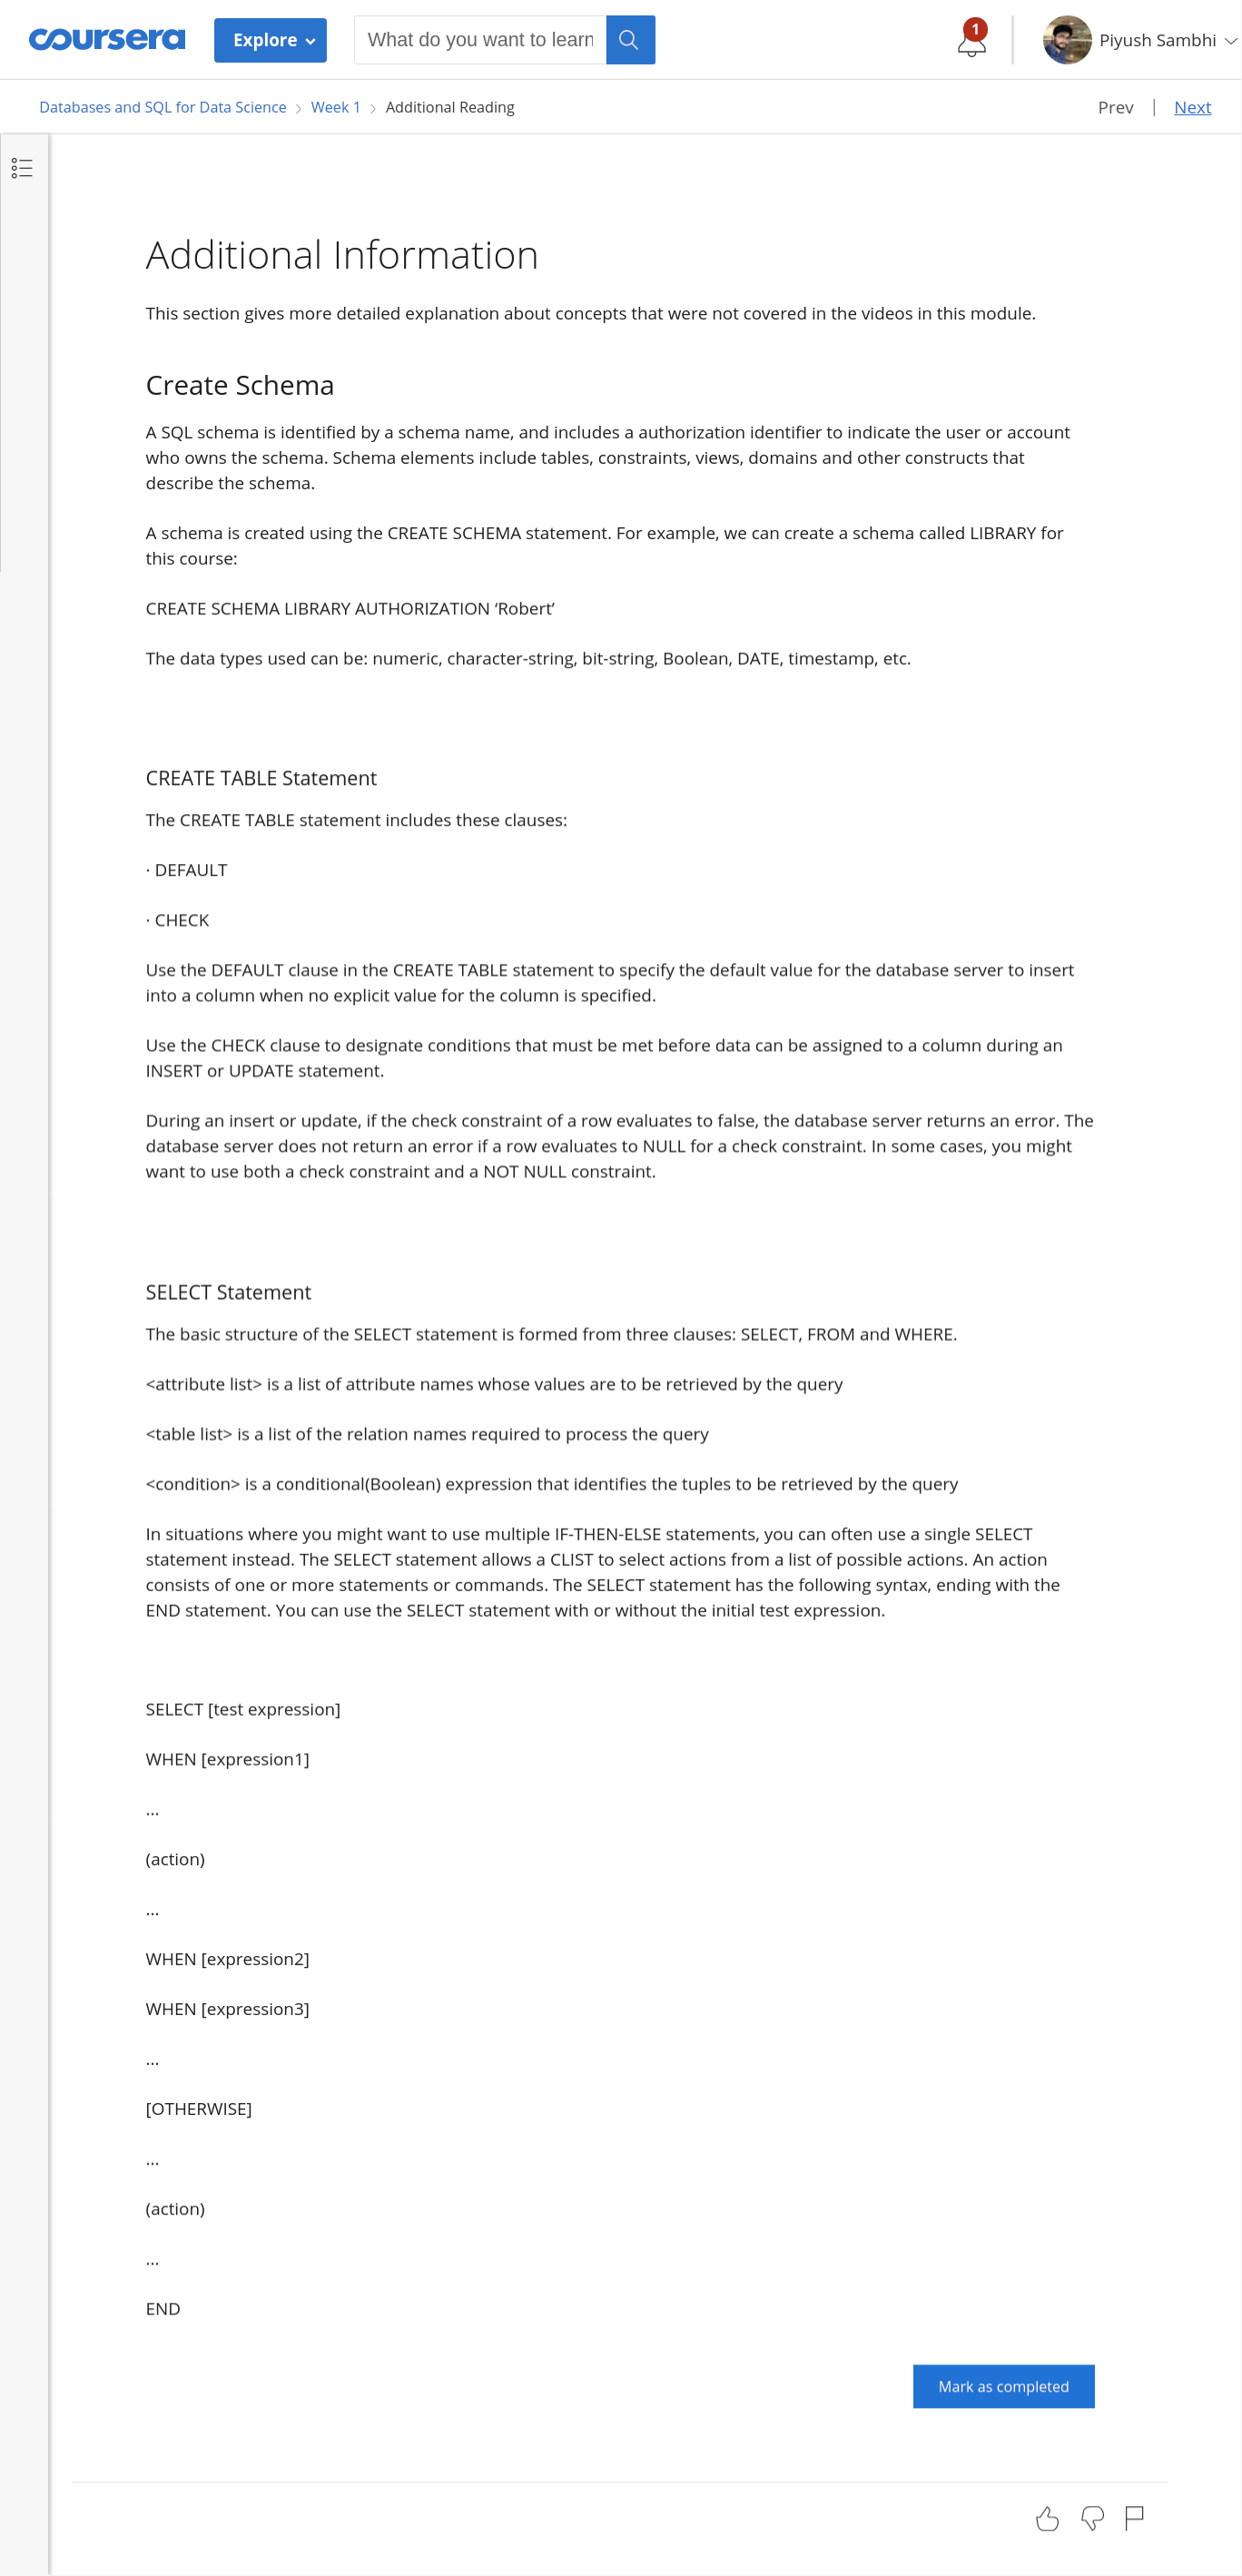 coursera
Explore
What do you want to learn
1
Piyush Sambhi
Databases and SQL for Data Science
Week 1
Additional Reading
Prev
Next
Additional Information
This section gives more detailed explanation about concepts that were not covered in the videos in this module.
Create Schema
A SQL schema is identified by a schema name, and includes a authorization identifier to indicate the user or account
who owns the schema. Schema elements include tables, constraints, views, domains and other constructs that
describe the schema.
A schema is created using the CREATE SCHEMA statement. For example, we can create a schema called LIBRARY for
this course:
CREATE SCHEMA LIBRARY AUTHORIZATION ‘Robert’
The data types used can be: numeric, character-string, bit-string, Boolean, DATE, timestamp, etc.
CREATE TABLE Statement
The CREATE TABLE statement includes these clauses:
· DEFAULT
· CHECK
Use the DEFAULT clause in the CREATE TABLE statement to specify the default value for the database server to insert
into a column when no explicit value for the column is specified.
Use the CHECK clause to designate conditions that must be met before data can be assigned to a column during an
INSERT or UPDATE statement.
During an insert or update, if the check constraint of a row evaluates to false, the database server returns an error. The
database server does not return an error if a row evaluates to NULL for a check constraint. In some cases, you might
want to use both a check constraint and a NOT NULL constraint.
SELECT Statement
The basic structure of the SELECT statement is formed from three clauses: SELECT, FROM and WHERE.
<attribute list> is a list of attribute names whose values are to be retrieved by the query
<table list> is a list of the relation names required to process the query
<condition> is a conditional(Boolean) expression that identifies the tuples to be retrieved by the query
In situations where you might want to use multiple IF-THEN-ELSE statements, you can often use a single SELECT
statement instead. The SELECT statement allows a CLIST to select actions from a list of possible actions. An action
consists of one or more statements or commands. The SELECT statement has the following syntax, ending with the
END statement. You can use the SELECT statement with or without the initial test expression.
SELECT [test expression]
WHEN [expression1]
...
(action)
...
WHEN [expression2]
WHEN [expression3]
...
[OTHERWISE]
...
(action)
...
END
Mark as completed